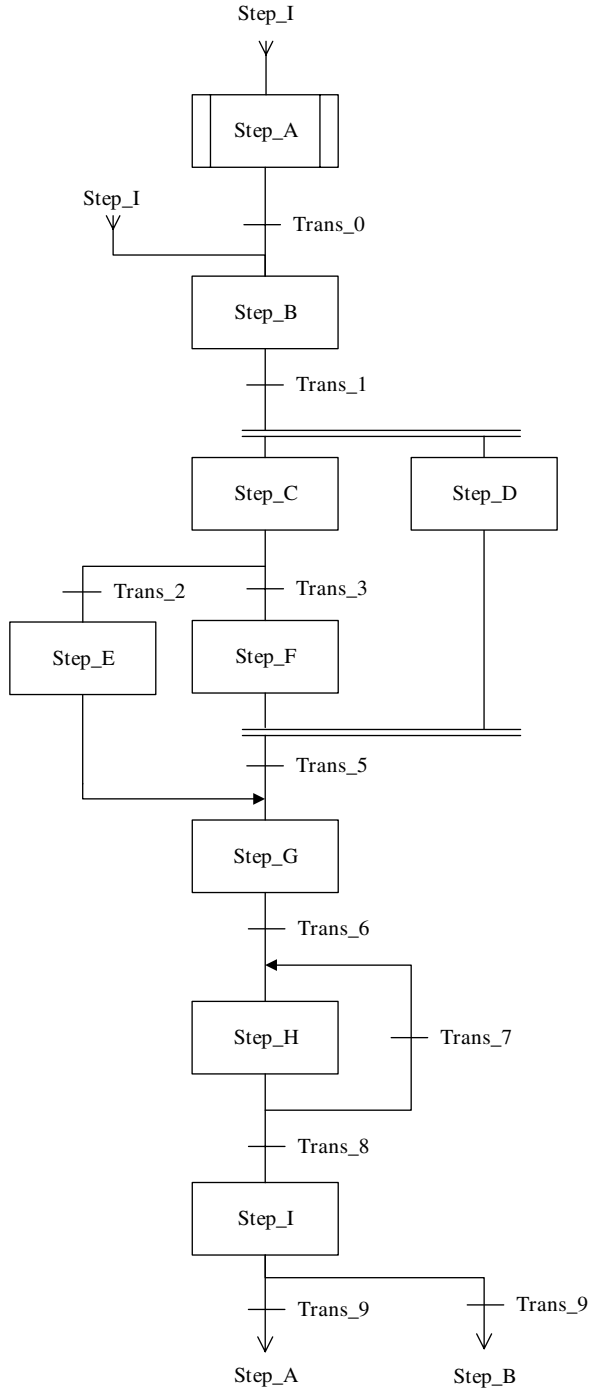 Step_I
Step_A
Step_I
Trans_0
Step_B
Trans_1
Step_C
Step_D
Trans_2
Trans_3
Step_E
Step_F
Trans_5
Step_G
Trans_6
Step_H
Trans_7
Trans_8
Step_I
Trans_9
Trans_9
Step_A
Step_B